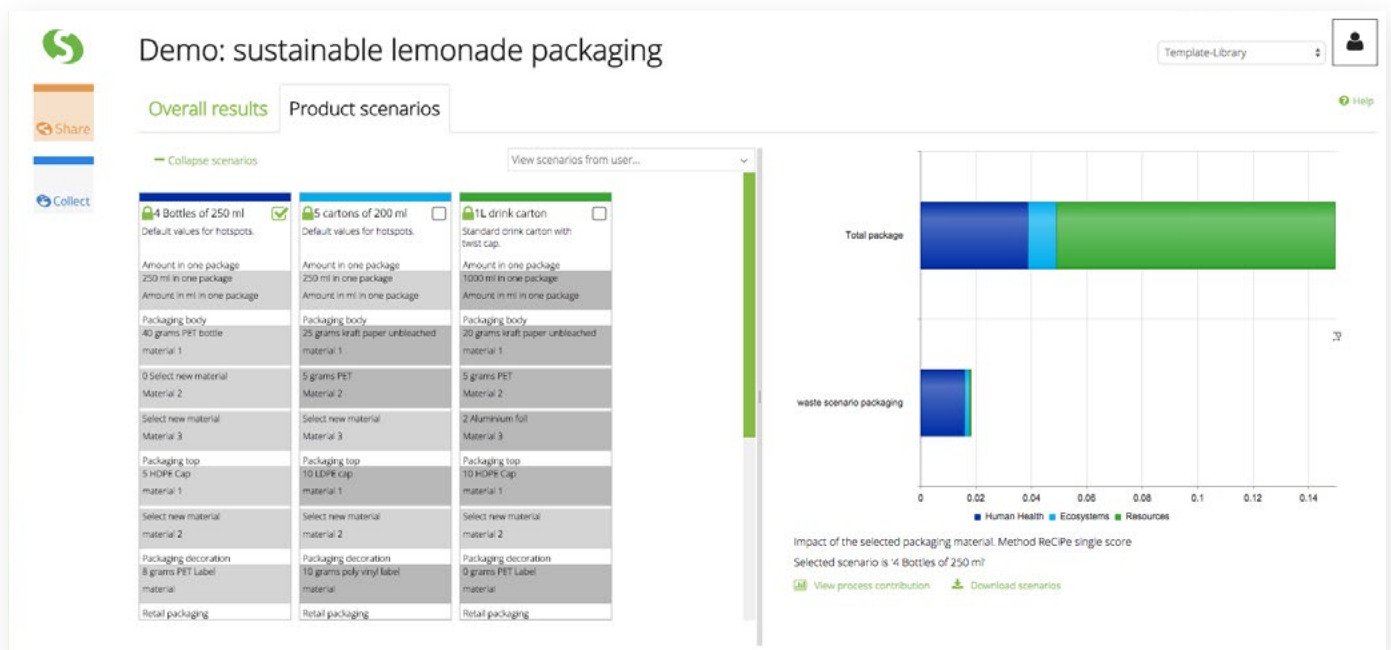 Demo: sustainable lemonade packaging
Template-Library
Share
Collect
Overall results
Product scenarios
Help
Collapse scenarios
View scenarios from user...
4 Bottles of 250 ml
Default values for hotspots.
Amount in one package
250 ml in one package
Amount in ml in one package
Packaging body
40 grams PET bottle
material 1
0 Select new material
Material 2
Select new material
Material 3
Packaging top
5 HDPE Cap
material 1
Select new material
material 2
Packaging decoration
8 grams PET Label
material
Retail packaging
5 cartons of 200 ml
Default values for hotspots.
Amount in one package
250 ml in one package
Amount in ml in one package
Packaging body
25 grams kraft paper unbleached
material 1
5 grams PET
Material 2
Select new material
Material 3
Packaging top
10 LDPE cap
material 1
Select new material
material 2
Packaging decoration
10 grams poly vinyl label
material
Retail packaging
1L drink carton
Standard drink carton with
twist cap.
Amount in one package
1000 ml in one package
Amount in ml in one package
Packaging body
20 grams kraft paper unbleached
material 1
5 grams PET
Material 2
2 Aluminium foil
Material 3
Packaging top
10 HDPE Cap
material 1
Select new material
material 2
Packaging decoration
0 grams PET Label
material
Retail packaging
Total package
waste scenario packaging
Pt
0 0.02 0.04 0.06 0.08 0.1 0.12 0.14
Human Health Ecosystems Resources
Impact of the selected packaging material. Method ReCiPe single score
Selected scenario is '4 Bottles of 250 ml'
View process contribution Download scenarios